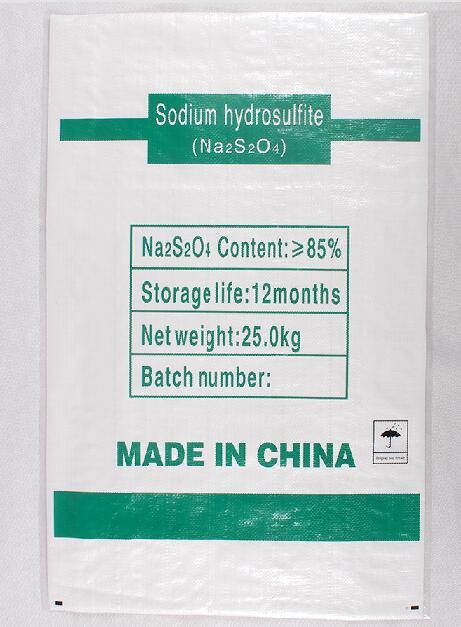 Sodium hydrosulfite
(Na2S2O4)
Na2S2O4 Content:≥85%
Storage life:12months
Net weight:25.0kg
Batch number:
MADE IN CHINA